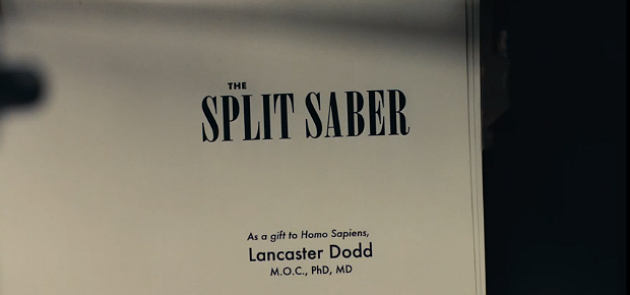 THE
SPLIT SABER
As a gift to Homo Sapiens,
Lancaster Dodd
M.O.C., PhD, MD